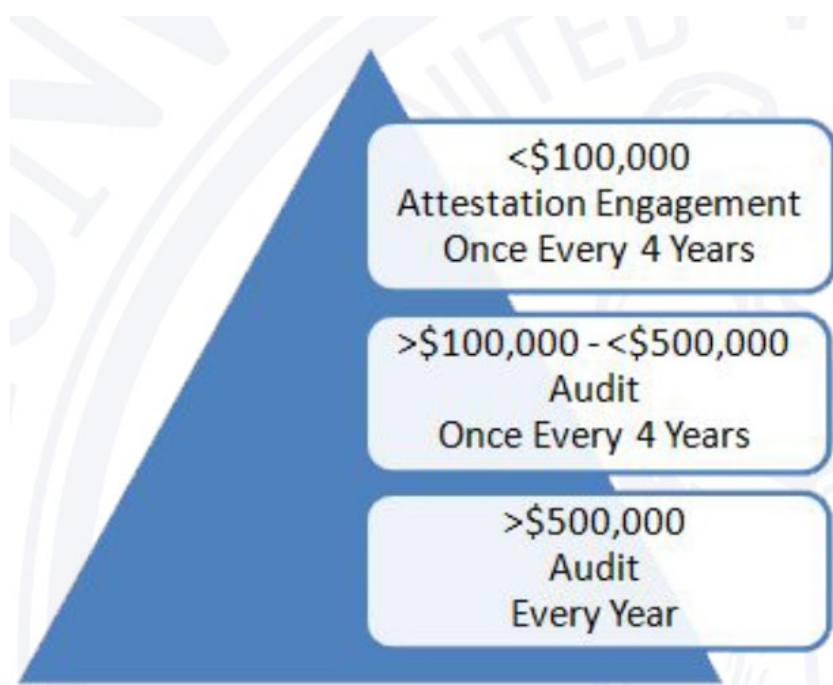 UNITED
<$100,000
Attestation Engagement
Once Every 4 Years
>$100,000 - <$500,000
Audit
Once Every 4 Years
>$500,000
Audit
Every Year